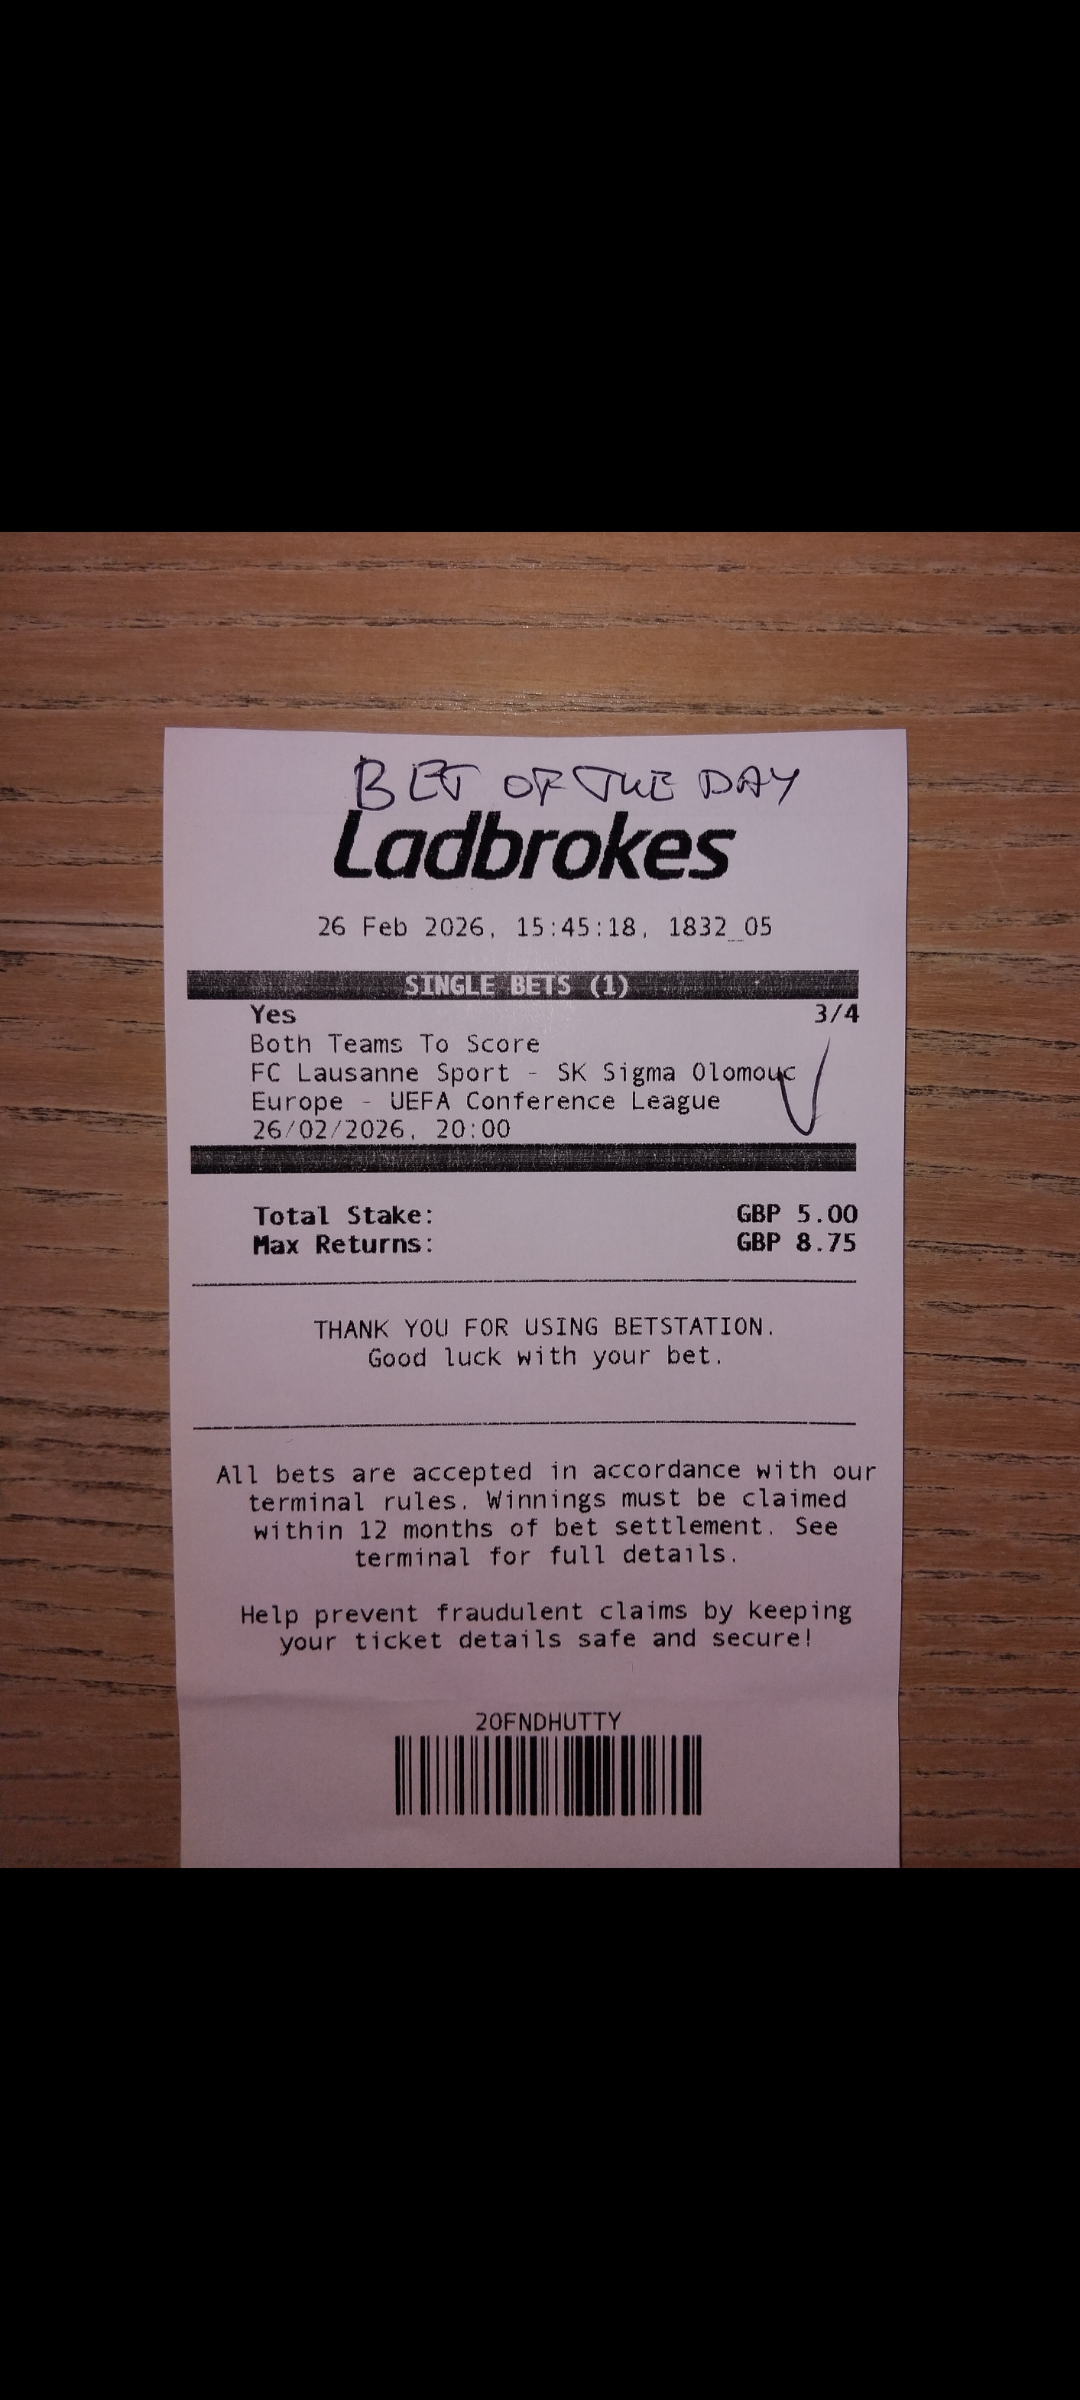 BET OF THE DAY
Ladbrokes
26 Feb 2026, 15:45:18, 1832_05
SINGLE BETS (1)
Yes 3/4
Both Teams To Score
FC Lausanne Sport - SK Sigma Olomouc
Europe - UEFA Conference League
26/02/2026, 20:00
Total Stake: GBP 5.00
Max Returns: GBP 8.75
THANK YOU FOR USING BETSTATION.
Good luck with your bet.
All bets are accepted in accordance with our
terminal rules. Winnings must be claimed
within 12 months of bet settlement. See
terminal for full details.
Help prevent fraudulent claims by keeping
your ticket details safe and secure!
20FNDHUTTY